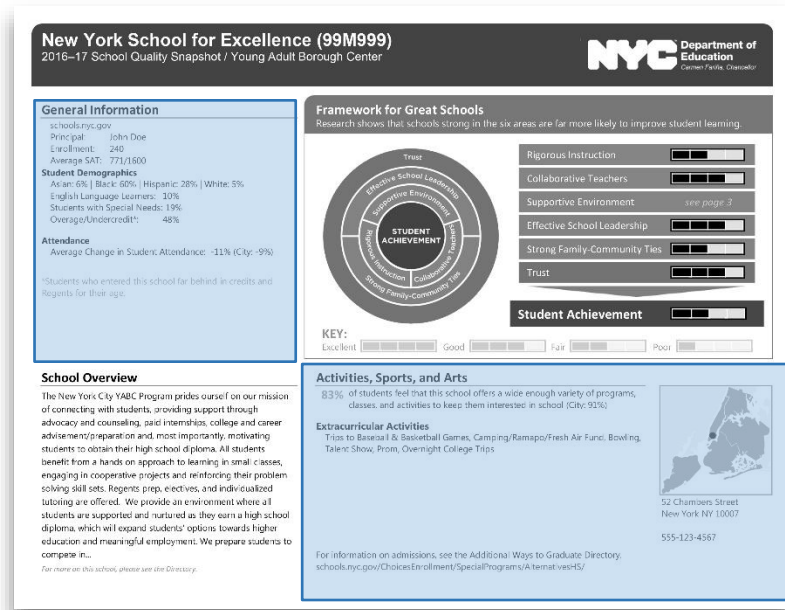 New York School for Excellence (99M999)
2016–17 School Quality Snapshot / Young Adult Borough Center
NYC
Department of
Education
Carmen Fariña, Chancellor
General Information
schools.nyc.gov
Principal: John Doe
Enrollment: 240
Average SAT: 771/1600
Student Demographics
Asian: 6% | Black: 60% | Hispanic: 28% | White: 5%
English Language Learners: 10%
Students with Special Needs: 19%
Overage/Undercredit*: 48%
Attendance
Average Change in Student Attendance: -11% (City: -9%)
*Students who entered this school far behind in credits and
Regents for their age.
Framework for Great Schools
Research shows that schools strong in the six areas are far more likely to improve student learning.
Trust
Effective School Leadership
Supportive Environment
STUDENT
ACHIEVEMENT
Rigorous Instruction
Collaborative Teachers
Strong Family-Community Ties
Rigorous Instruction
Collaborative Teachers
Supportive Environment see page 3
Effective School Leadership
Strong Family-Community Ties
Trust
Student Achievement
KEY:
Excellent Good Fair Poor
School Overview
The New York City YABC Program prides ourself on our mission
of connecting with students, providing support through
advocacy and counseling, paid internships, college and career
advisement/preparation and, most importantly, motivating
students to obtain their high school diploma. All students
benefit from a hands on approach to learning in small classes,
engaging in cooperative projects and reinforcing their problem
solving skill sets. Regents prep, electives, and individualized
tutoring are offered. We provide an environment where all
students are supported and nurtured as they earn a high school
diploma, which will expand students' options towards higher
education and meaningful employment. We prepare students to
compete in...
For more on this school, please see the Directory.
Activities, Sports, and Arts
83% of students feel that this school offers a wide enough variety of programs,
classes, and activities to keep them interested in school (City: 91%)
Extracurricular Activities
Trips to Baseball & Basketball Games, Camping/Ramapo/Fresh Air Fund, Bowling,
Talent Show, Prom, Overnight College Trips
For information on admissions, see the Additional Ways to Graduate Directory.
schools.nyc.gov/ChoicesEnrollment/SpecialPrograms/AlternativesHS/
52 Chambers Street
New York NY 10007
555-123-4567